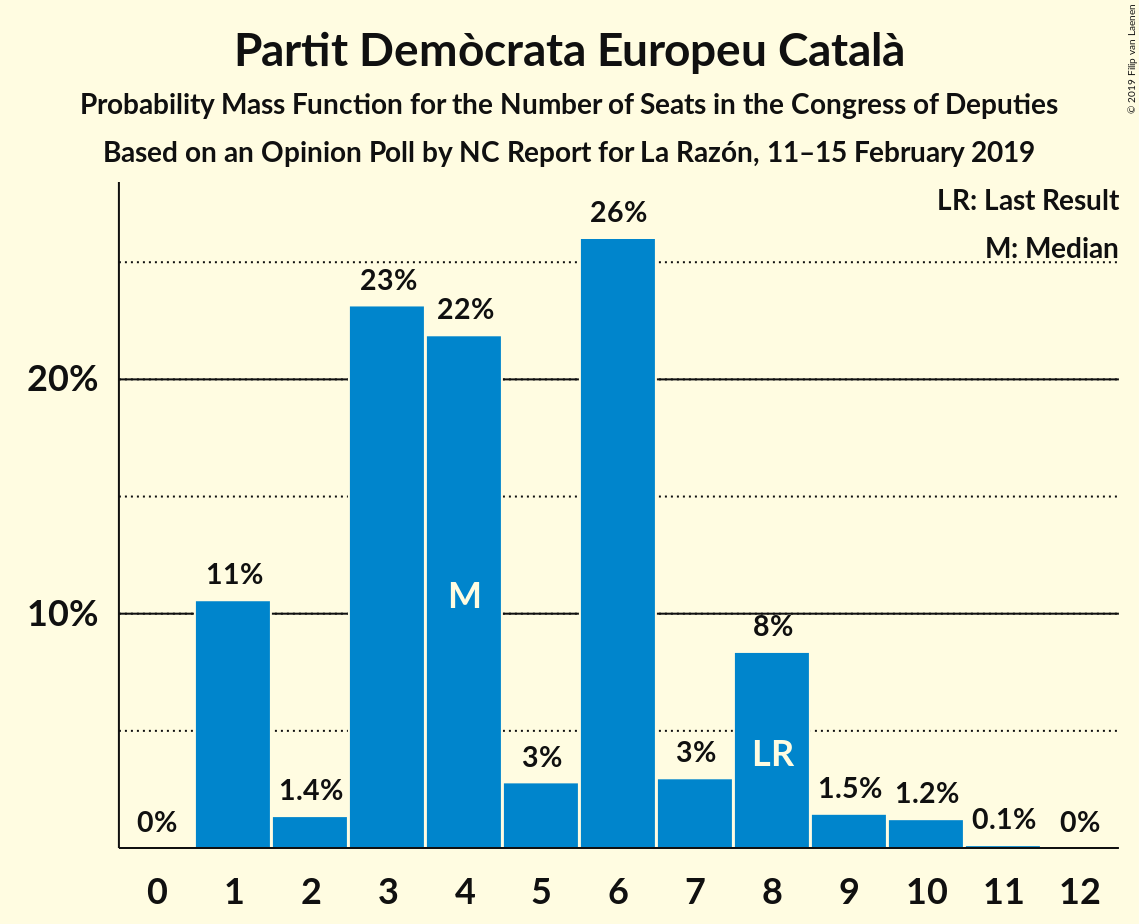 Partit Demòcrata Europeu Català
Probability Mass Function for the Number of Seats in the Congress of Deputies
Based on an Opinion Poll by NC Report for La Razón, 11–15 February 2019
© 2019 Filip van Laenen
LR: Last Result
M: Median
20%
10%
0%
11%
1.4%
23%
22%
3%
26%
3%
8%
1.5%
1.2%
0.1%
0%
M
LR
0 1 2 3 4 5 6 7 8 9 10 11 12